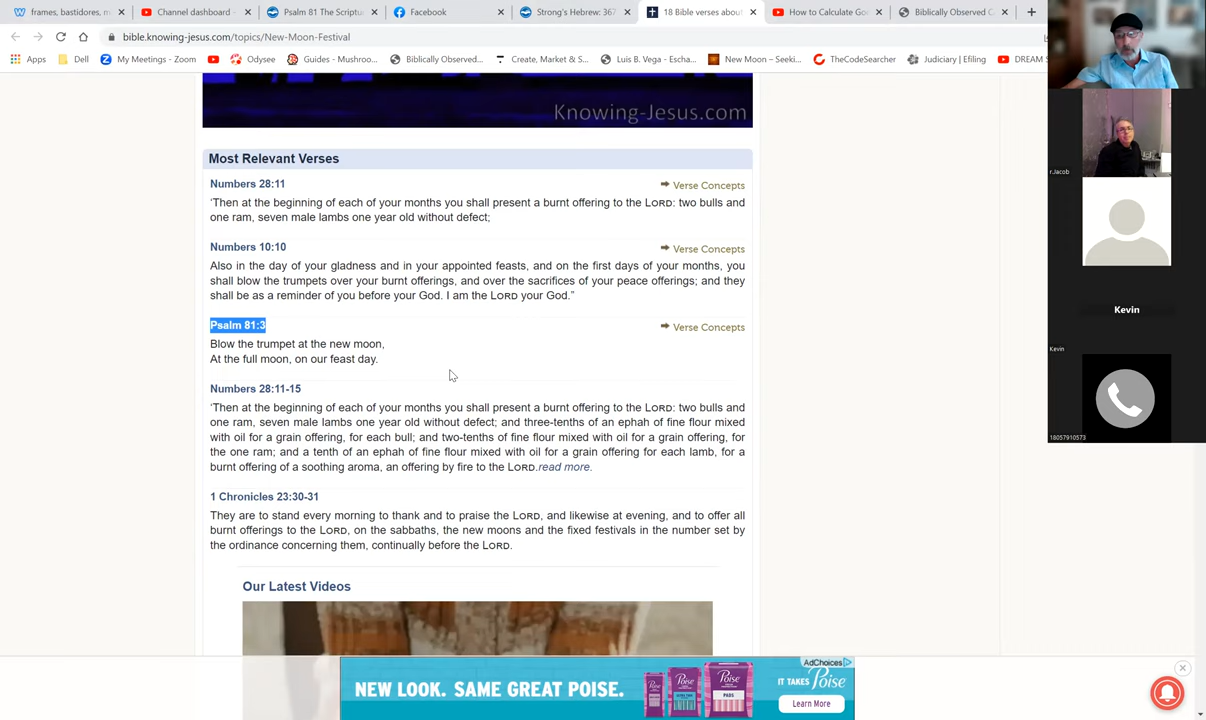 frames, bastidores, m
Channel dashboard -
Psalm 81 The Scriptu
Facebook
Strong's Hebrew: 367
18 Bible verses about
How to Calculate Go
Biblically Observed C
bible.knowing-jesus.com/topics/New-Moon-Festival
Apps
Dell
My Meetings - Zoom
Odysee
Guides - Mushroo...
Biblically Observed...
Create, Market & S...
Luis B. Vega - Escha...
New Moon – Seeki...
TheCodeSearcher
Judiciary | Efiling
DREAM S
Knowing-Jesus.com
Most Relevant Verses
Numbers 28:11
Verse Concepts
‘Then at the beginning of each of your months you shall present a burnt offering to the LORD: two bulls and
one ram, seven male lambs one year old without defect;
Numbers 10:10
Verse Concepts
Also in the day of your gladness and in your appointed feasts, and on the first days of your months, you
shall blow the trumpets over your burnt offerings, and over the sacrifices of your peace offerings; and they
shall be as a reminder of you before your God. I am the LORD your God.”
Psalm 81:3
Verse Concepts
Blow the trumpet at the new moon,
At the full moon, on our feast day.
Numbers 28:11-15
‘Then at the beginning of each of your months you shall present a burnt offering to the LORD: two bulls and
one ram, seven male lambs one year old without defect; and three-tenths of an ephah of fine flour mixed
with oil for a grain offering, for each bull; and two-tenths of fine flour mixed with oil for a grain offering, for
the one ram; and a tenth of an ephah of fine flour mixed with oil for a grain offering for each lamb, for a
burnt offering of a soothing aroma, an offering by fire to the LORD.read more.
1 Chronicles 23:30-31
They are to stand every morning to thank and to praise the LORD, and likewise at evening, and to offer all
burnt offerings to the LORD, on the sabbaths, the new moons and the fixed festivals in the number set by
the ordinance concerning them, continually before the LORD.
Our Latest Videos
NEW LOOK. SAME GREAT POISE.
Poise
Poise
PADS
AdChoices
IT TAKES
Poise
Learn More
r.Jacob
Kevin
Kevin
18057910573